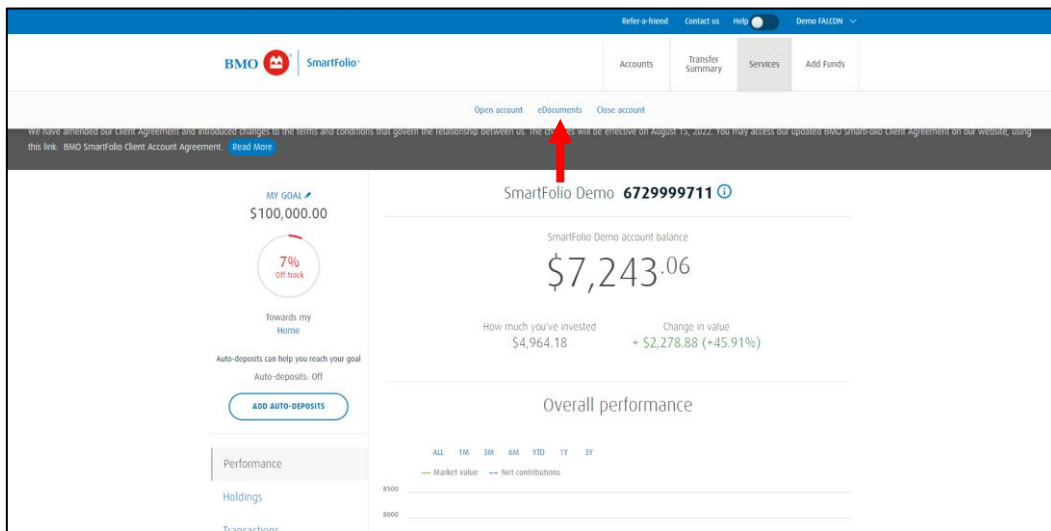 Refer-a-friend Contact us Help Demo FALCON
BMO SmartFolio™
Accounts Transfer Summary Services Add Funds
Open account eDocuments Close account
We have amended our Client Agreement and introduced changes to the terms and conditions that govern the relationship between us. The changes will be effective on August 15, 2022. You may access our updated BMO SmartFolio Client Agreement on our website, using
this link: BMO SmartFolio Client Account Agreement. Read More
MY GOAL
$100,000.00
7%
Off track
Towards my
Home
Auto-deposits can help you reach your goal
Auto-deposits: Off
ADD AUTO-DEPOSITS
Performance
Holdings
Transactions
SmartFolio Demo 6729999711
SmartFolio Demo account balance
$7,243.06
How much you've invested Change in value
$4,964.18 + $2,278.88 (+45.91%)
Overall performance
ALL 1M 3M 6M YTD 1Y 3Y
Market value Net contributions
8500
8000